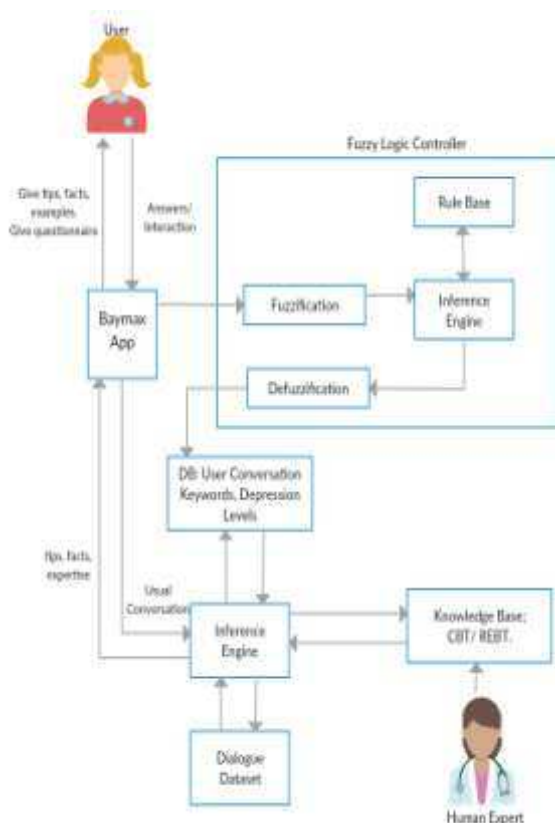 User
Fuzzy Logic Controller
Give tips, facts,
examples
Give questionnaire
Answers/
Interaction
Rule Base
Baymax
App
Fuzzification
Inference
Engine
Defuzzification
DB: User Conversation
Keywords, Depression
Levels
tips, facts,
expertise
Usual
Conversation
Inference
Engine
Knowledge Base;
CBT/ REBT.
Dialogue
Dataset
Human Expert